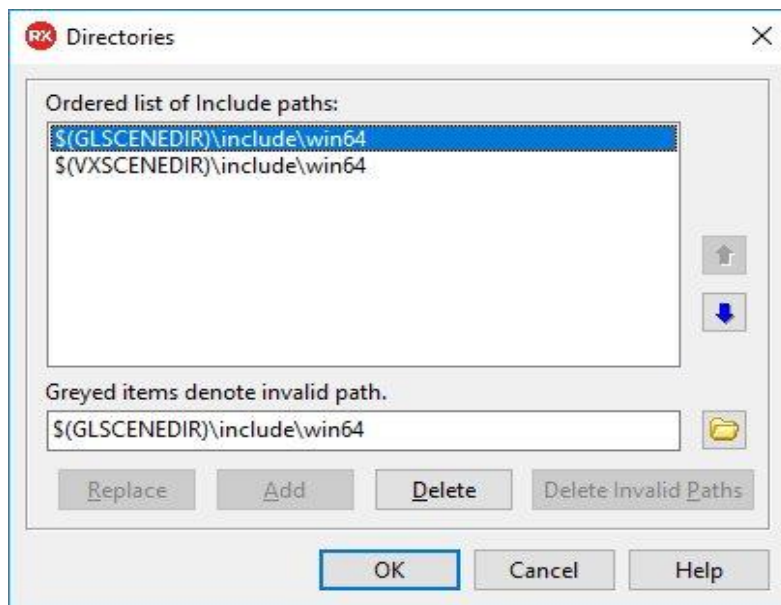 RX Directories
Ordered list of Include paths:
$(GLSCENEDIR)\include\win64
$(VXSCENEDIR)\include\win64
Greyed items denote invalid path.
$(GLSCENEDIR)\include\win64
Replace Add Delete Delete Invalid Paths
OK Cancel Help